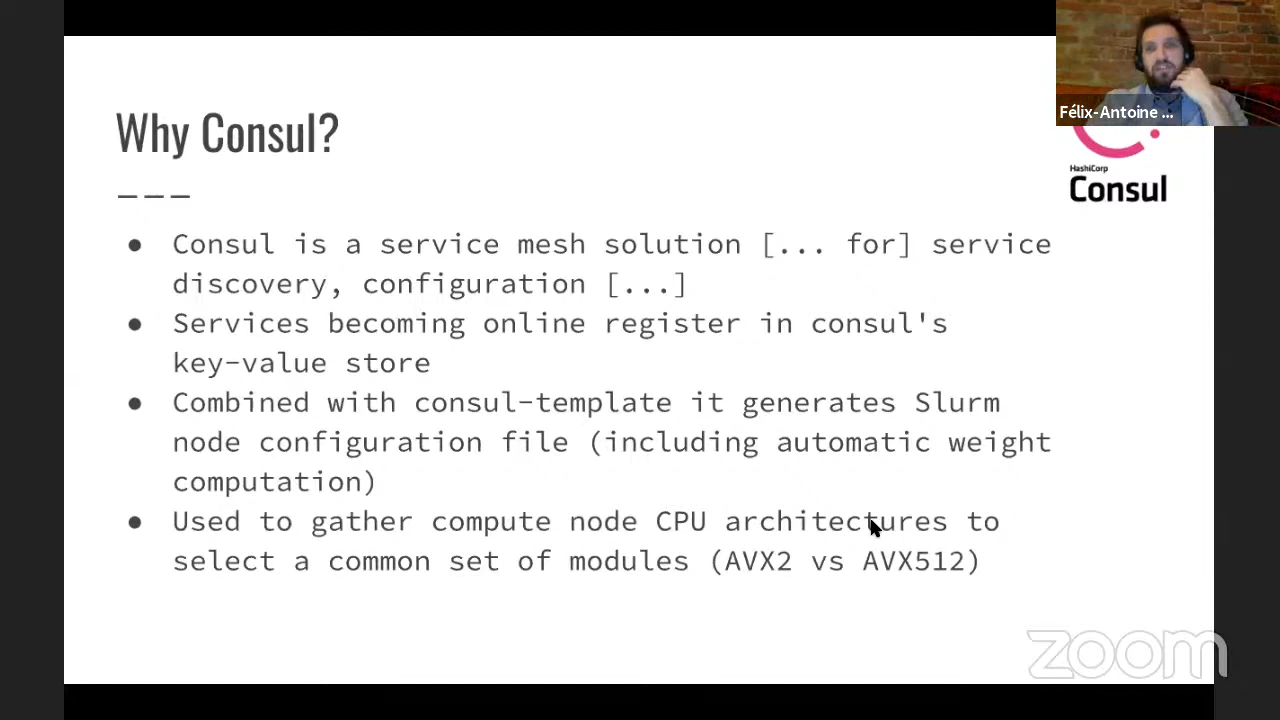 Félix-Antoine ...
Why Consul?
HashiCorp
Consul
● Consul is a service mesh solution [... for] service
discovery, configuration [...]
● Services becoming online register in consul's
key-value store
● Combined with consul-template it generates Slurm
node configuration file (including automatic weight
computation)
● Used to gather compute node CPU architectures to
select a common set of modules (AVX2 vs AVX512)
zoom